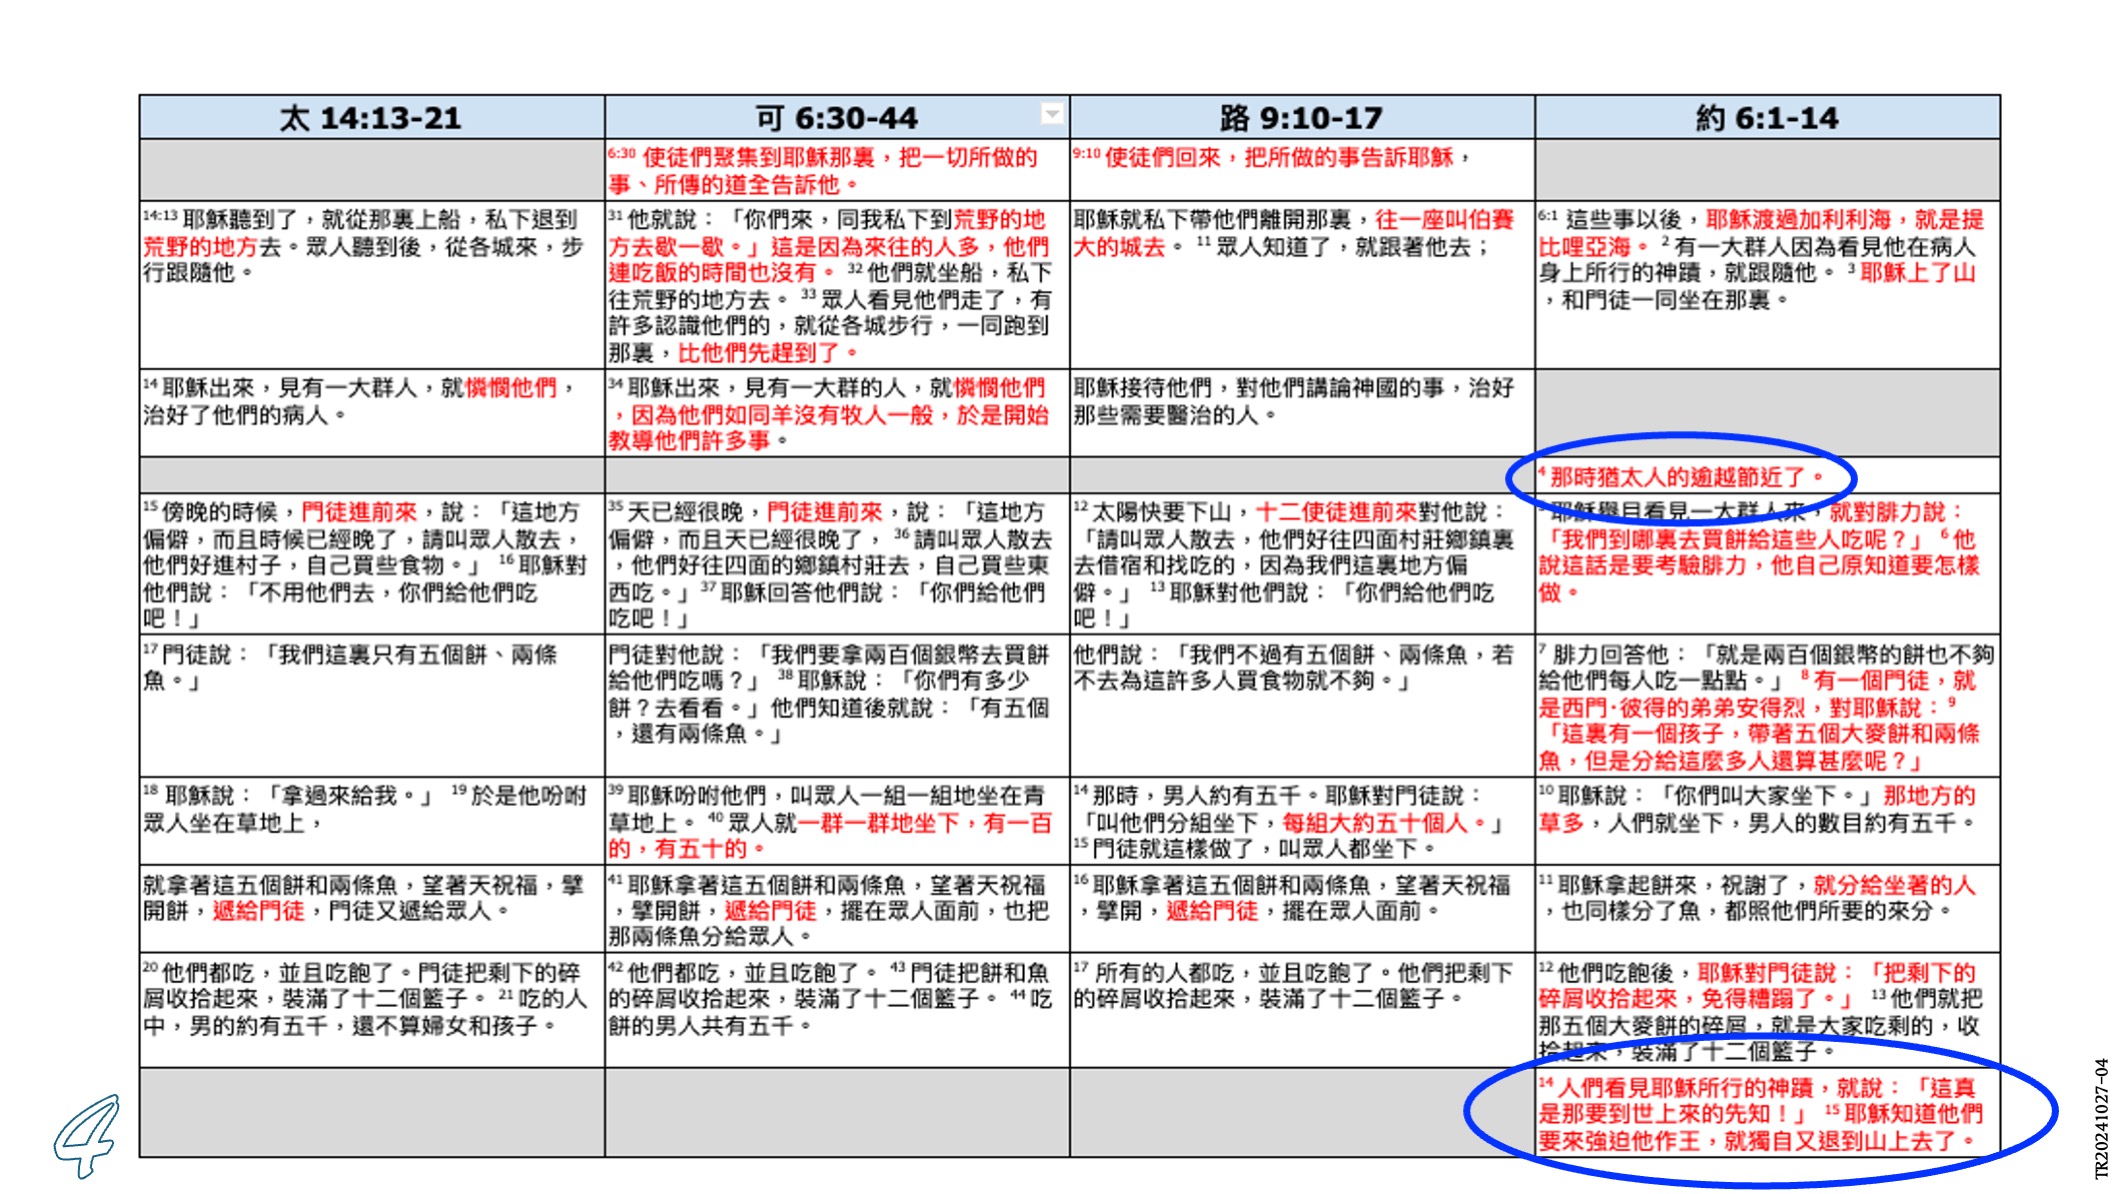 太 14:13-21
可 6:30-44
路 9:10-17
約 6:1-14
6:30 使徒們聚集到耶穌那裏，把一切所做的
事、所傳的道全告訴他。
9:10 使徒們回來，把所做的事告訴耶穌，
14:13 耶穌聽到了，就從那裏上船，私下退到
荒野的地方去。眾人聽到後，從各城來，步
行跟隨他。
31 他就說：「你們來，同我私下到荒野的地
方去歇一歇。」這是因為來往的人多，他們
連吃飯的時間也沒有。 32 他們就坐船，私下
往荒野的地方去。 33 眾人看見他們走了，有
許多認識他們的，就從各城步行，一同跑到
那裏，比他們先趕到了。
耶穌就私下帶他們離開那裏，往一座叫伯賽
大的城去。 11 眾人知道了，就跟著他去；
6:1 這些事以後，耶穌渡過加利利海，就是提
比哩亞海。 2 有一大群人因為看見他在病人
身上所行的神蹟，就跟隨他。 3 耶穌上了山
，和門徒一同坐在那裏。
14 耶穌出來，見有一大群人，就憐憫他們，
治好了他們的病人。
34 耶穌出來，見有一大群的人，就憐憫他們
，因為他們如同羊沒有牧人一般，於是開始
教導他們許多事。
耶穌接待他們，對他們講論神國的事，治好
那些需要醫治的人。
4 那時猶太人的逾越節近了。
15 傍晚的時候，門徒進前來，說：「這地方
偏僻，而且時候已經晚了，請叫眾人散去，
他們好進村子，自己買些食物。」 16 耶穌對
他們說：「不用他們去，你們給他們吃
吧！」
35 天已經很晚，門徒進前來，說：「這地方
偏僻，而且天已經很晚了， 36 請叫眾人散去
，他們好往四面的鄉鎮村莊去，自己買些東
西吃。」 37 耶穌回答他們說：「你們給他們
吃吧！」
12 太陽快要下山，十二使徒進前來對他說：
「請叫眾人散去，他們好往四面村莊鄉鎮裏
去借宿和找吃的，因為我們這裏地方偏
僻。」 13 耶穌對他們說：「你們給他們吃
吧！」
5 耶穌舉目看見一大群人來，就對腓力說：
「我們到哪裏去買餅給這些人吃呢？」 6 他
說這話是要考驗腓力，他自己原知道要怎樣
做。
17 門徒說：「我們這裏只有五個餅、兩條
魚。」
門徒對他說：「我們要拿兩百個銀幣去買餅
給他們吃嗎？」 38 耶穌說：「你們有多少
餅？去看看。」他們知道後就說：「有五個
，還有兩條魚。」
他們說：「我們不過有五個餅、兩條魚，若
不去為這許多人買食物就不夠。」
7 腓力回答他：「就是兩百個銀幣的餅也不夠
給他們每人吃一點點。」 8 有一個門徒，就
是西門·彼得的弟弟安得烈，對耶穌說： 9
「這裏有一個孩子，帶著五個大麥餅和兩條
魚，但是分給這麼多人還算甚麼呢？」
18 耶穌說：「拿過來給我。」 19 於是他吩咐
眾人坐在草地上，
39 耶穌吩咐他們，叫眾人一組一組地坐在青
草地上。 40 眾人就一群一群地坐下，有一百
的，有五十的。
14 那時，男人約有五千。耶穌對門徒說：
「叫他們分組坐下，每組大約五十個人。」
15 門徒就這樣做了，叫眾人都坐下。
10 耶穌說：「你們叫大家坐下。」那地方的
草多，人們就坐下，男人的數目約有五千。
就拿著這五個餅和兩條魚，望著天祝福，擘
開餅，遞給門徒，門徒又遞給眾人。
41 耶穌拿著這五個餅和兩條魚，望著天祝福
，擘開餅，遞給門徒，擺在眾人面前，也把
那兩條魚分給眾人。
16 耶穌拿著這五個餅和兩條魚，望著天祝福
，擘開，遞給門徒，擺在眾人面前。
11 耶穌拿起餅來，祝謝了，就分給坐著的人
，也同樣分了魚，都照他們所要的來分。
20 他們都吃，並且吃飽了。門徒把剩下的碎
屑收拾起來，裝滿了十二個籃子。 21 吃的人
中，男的約有五千，還不算婦女和孩子。
42 他們都吃，並且吃飽了。 43 門徒把餅和魚
的碎屑收拾起來，裝滿了十二個籃子。 44 吃
餅的男人共有五千。
17 所有的人都吃，並且吃飽了。他們把剩下
的碎屑收拾起來，裝滿了十二個籃子。
12 他們吃飽後，耶穌對門徒說：「把剩下的
碎屑收拾起來，免得糟蹋了。」 13 他們就把
那五個大麥餅的碎屑，就是大家吃剩的，收
拾起來，裝滿了十二個籃子。
14 人們看見耶穌所行的神蹟，就說：「這真
是那要到世上來的先知！」 15 耶穌知道他們
要來強迫他作王，就獨自又退到山上去了。
4
TR20241027-04